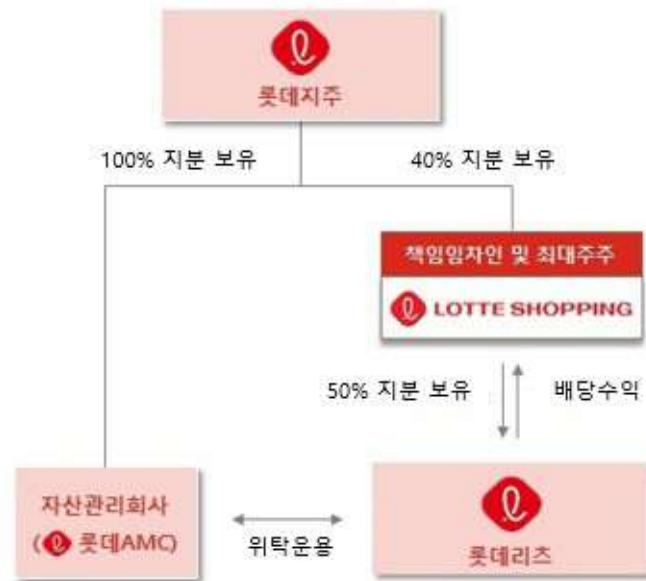 롯데지주
100% 지분 보유
40% 지분 보유
책임임차인 및 최대주주
LOTTE SHOPPING
50% 지분 보유
배당수익
자산관리회사
(롯데AMC)
위탁운용
롯데리츠